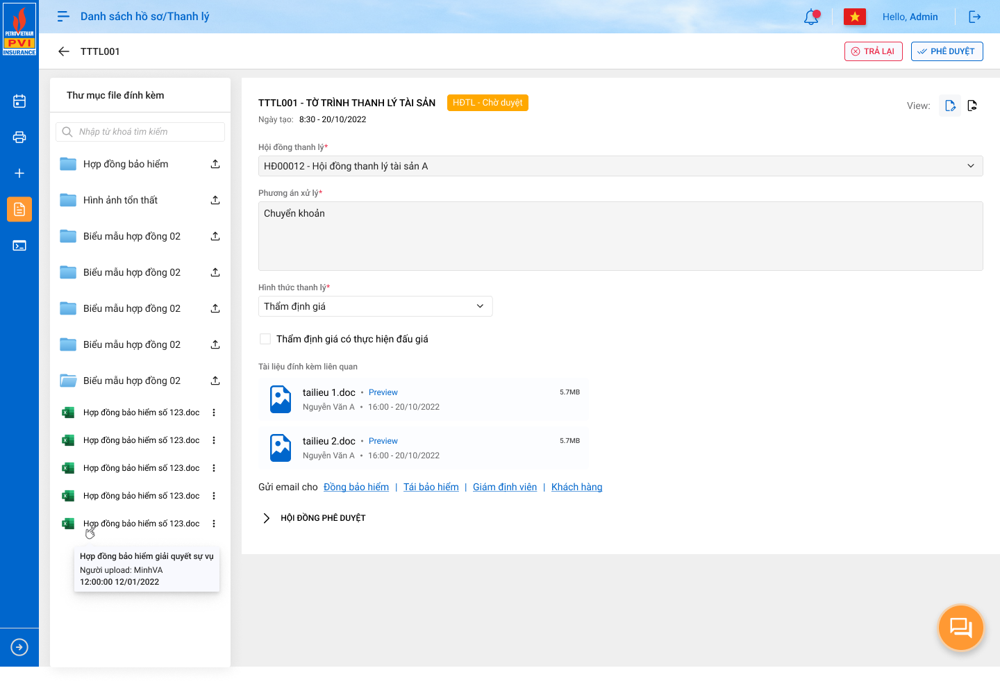 PETROVIETNAM
PVI
INSURANCE
Danh sách hồ sơ/Thanh lý
Hello, Admin
TTTL001
TRẢ LẠI
PHÊ DUYỆT
Thư mục file đính kèm
Nhập từ khoá tìm kiếm
Hợp đồng bảo hiểm
Hình ảnh tổn thất
Biểu mẫu hợp đồng 02
Biểu mẫu hợp đồng 02
Biểu mẫu hợp đồng 02
Biểu mẫu hợp đồng 02
Biểu mẫu hợp đồng 02
Hợp đồng bảo hiểm số 123.doc
Hợp đồng bảo hiểm số 123.doc
Hợp đồng bảo hiểm số 123.doc
Hợp đồng bảo hiểm số 123.doc
Hợp đồng bảo hiểm số 123.doc
Hợp đồng bảo hiểm giải quyết sự vụ
Người upload: MinhVA
12:00:00 12/01/2022
TTTL001 - TỜ TRÌNH THANH LÝ TÀI SẢN
HĐTL - Chờ duyệt
View:
Ngày tạo: 8:30 - 20/10/2022
Hội đồng thanh lý*
HĐ00012 - Hội đồng thanh lý tài sản A
Phương án xử lý*
Chuyển khoản
Hình thức thanh lý*
Thẩm định giá
Thẩm định giá có thực hiện đấu giá
Tài liệu đính kèm liên quan
tailieu 1.doc • Preview 5.7MB
Nguyễn Văn A • 16:00 - 20/10/2022
tailieu 2.doc • Preview 5.7MB
Nguyễn Văn A • 16:00 - 20/10/2022
Gửi email cho Đồng bảo hiểm | Tái bảo hiểm | Giám định viên | Khách hàng
HỘI ĐỒNG PHÊ DUYỆT